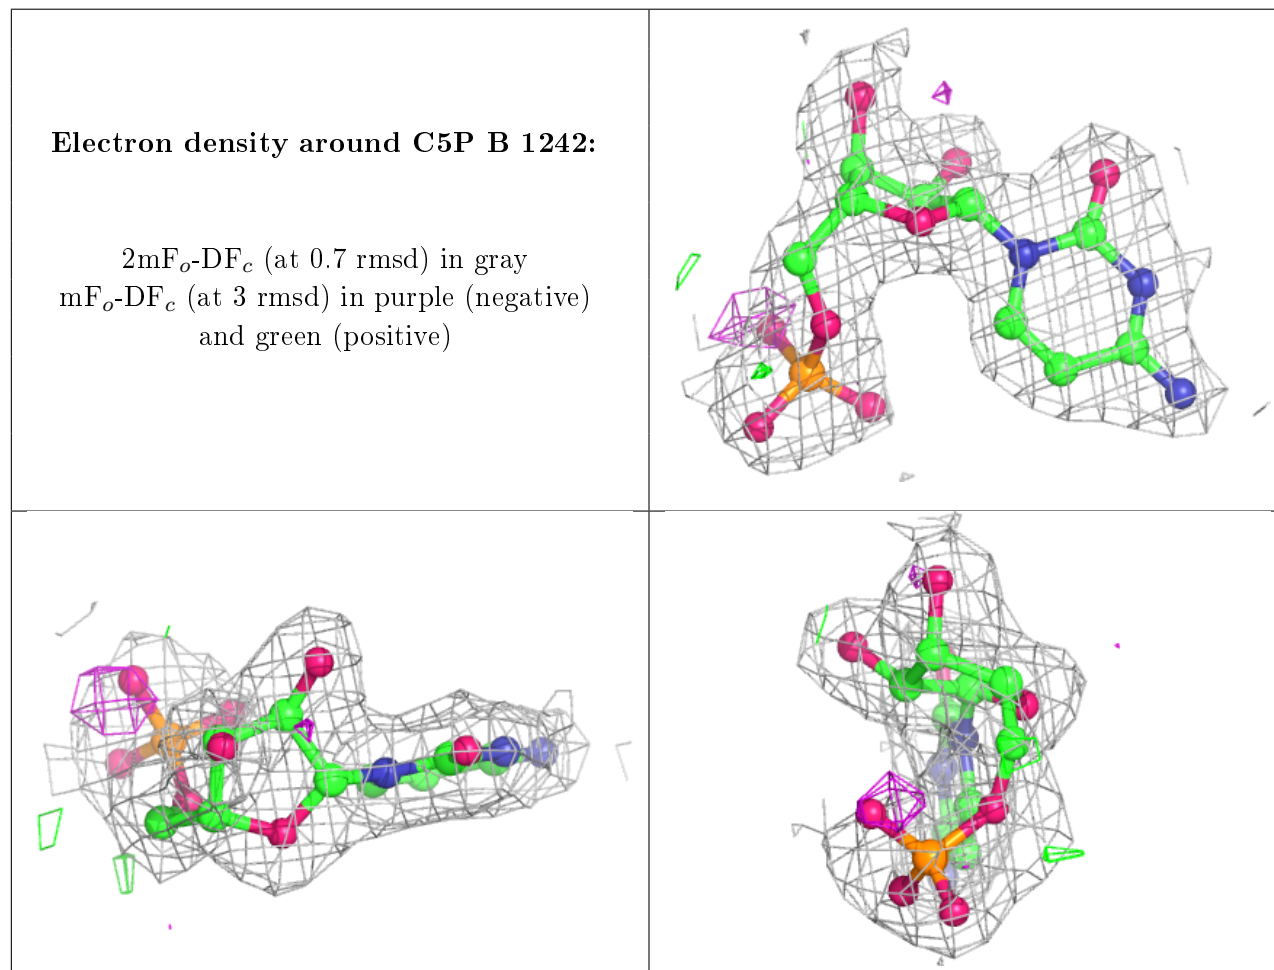 Electron density around C5P B 1242:
2mFo-DFc (at 0.7 rmsd) in gray
mFo-DFc (at 3 rmsd) in purple (negative)
and green (positive)